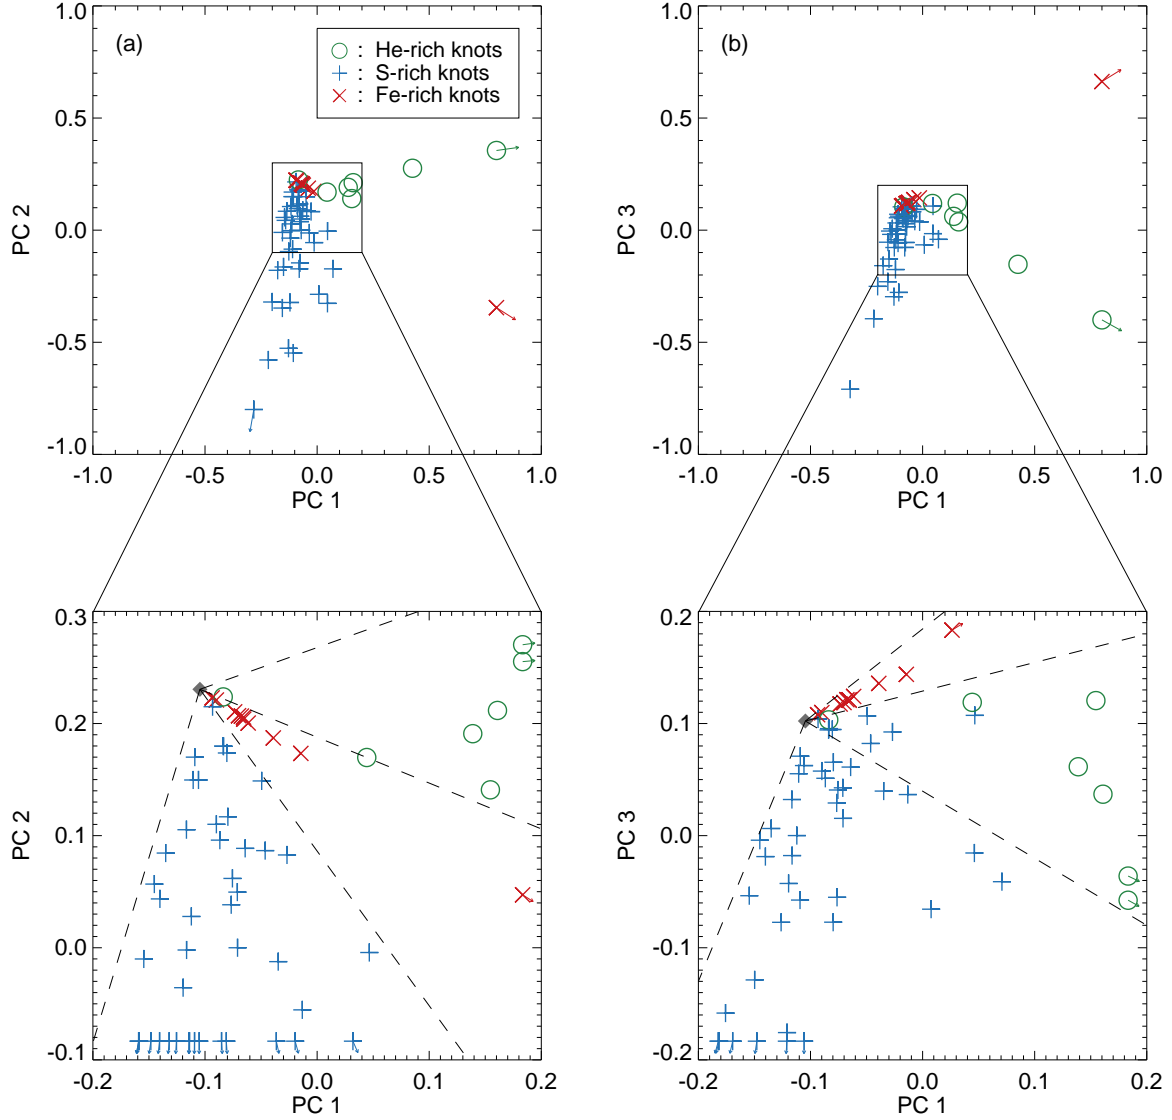 (a)
He-rich knots
S-rich knots
Fe-rich knots
1.0
0.5
0.0
-0.5
-1.0
PC 2
-1.0 -0.5 0.0 0.5 1.0
PC 1
(b)
1.0
0.5
0.0
-0.5
-1.0
PC 3
-1.0 -0.5 0.0 0.5 1.0
PC 1
0.3
0.2
0.1
0.0
-0.1
PC 2
-0.2 -0.1 0.0 0.1 0.2
PC 1
0.2
0.1
0.0
-0.1
-0.2
PC 3
-0.2 -0.1 0.0 0.1 0.2
PC 1